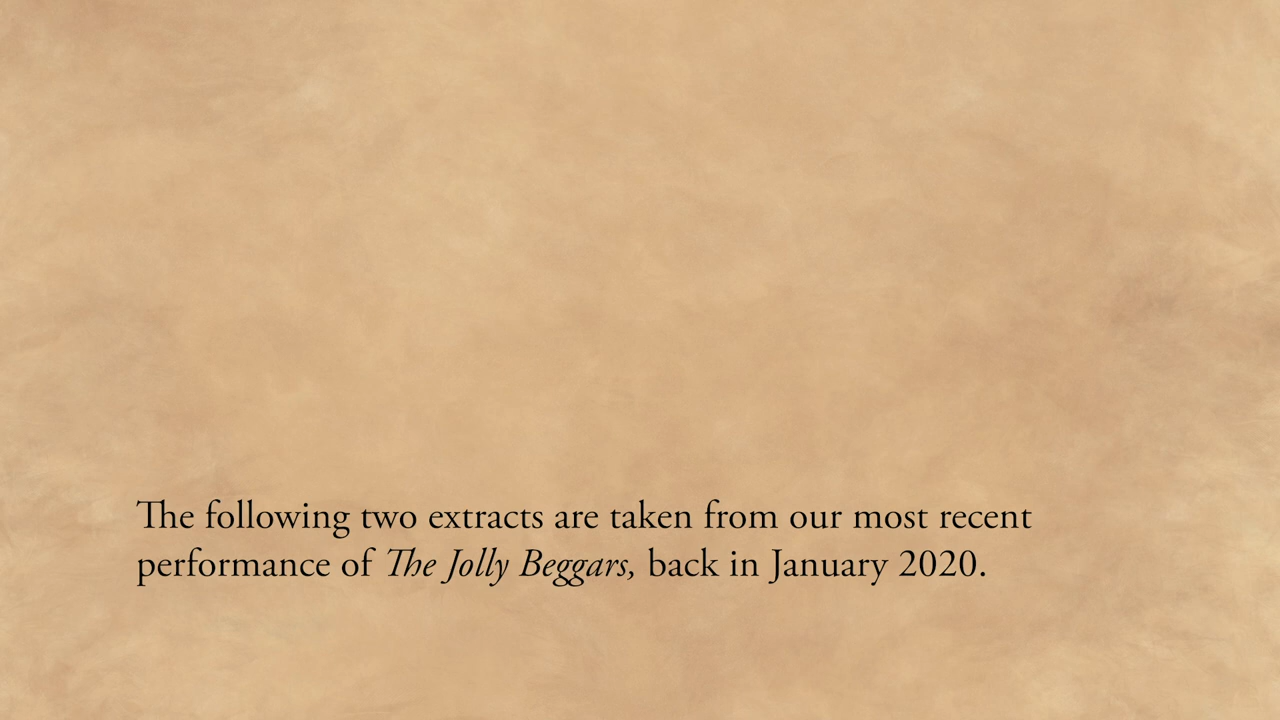 The following two extracts are taken from our most recent
performance of The Jolly Beggars, back in January 2020.